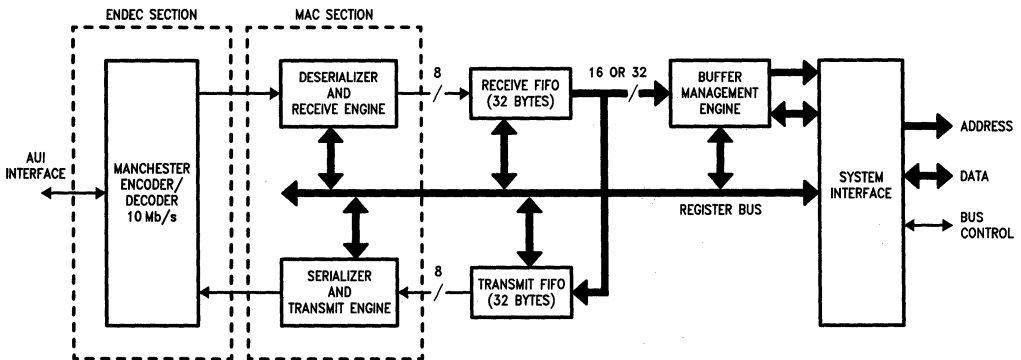 ENDEC SECTION
MAC SECTION
AUI
INTERFACE
MANCHESTER
ENCODER/
DECODER
10 Mb/s
DESERIALIZER
AND
RECEIVE ENGINE
8
RECEIVE FIFO
(32 BYTES)
16 OR 32
BUFFER
MANAGEMENT
ENGINE
SYSTEM
INTERFACE
ADDRESS
DATA
BUS
CONTROL
REGISTER BUS
SERIALIZER
AND
TRANSMIT ENGINE
8
TRANSMIT FIFO
(32 BYTES)